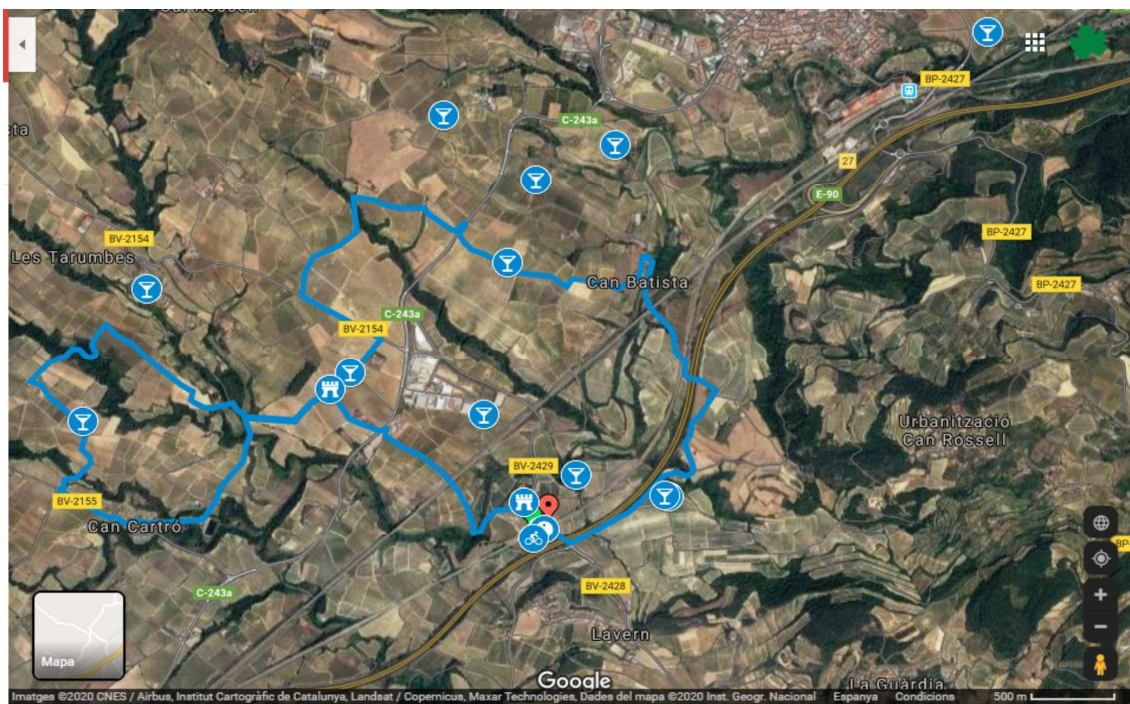 Can Rossell
BP-2427
C-243a
27
E-90
BV-2154
Les Tarumbes
BP-2427
BP-2427
Can Batista
C-243a
BV-2154
Urbanització
Can Rossell
BV-2429
BV-2155
Can Cartró
C-243a
BV-2428
Lavern
Mapa
Google
La Guàrdia
Imatges ©2020 CNES / Airbus, Institut Cartogràfic de Catalunya, Landsat / Copernicus, Maxar Technologies, Dades del mapa ©2020 Inst. Geogr. Nacional Espanya Condicions 500 m